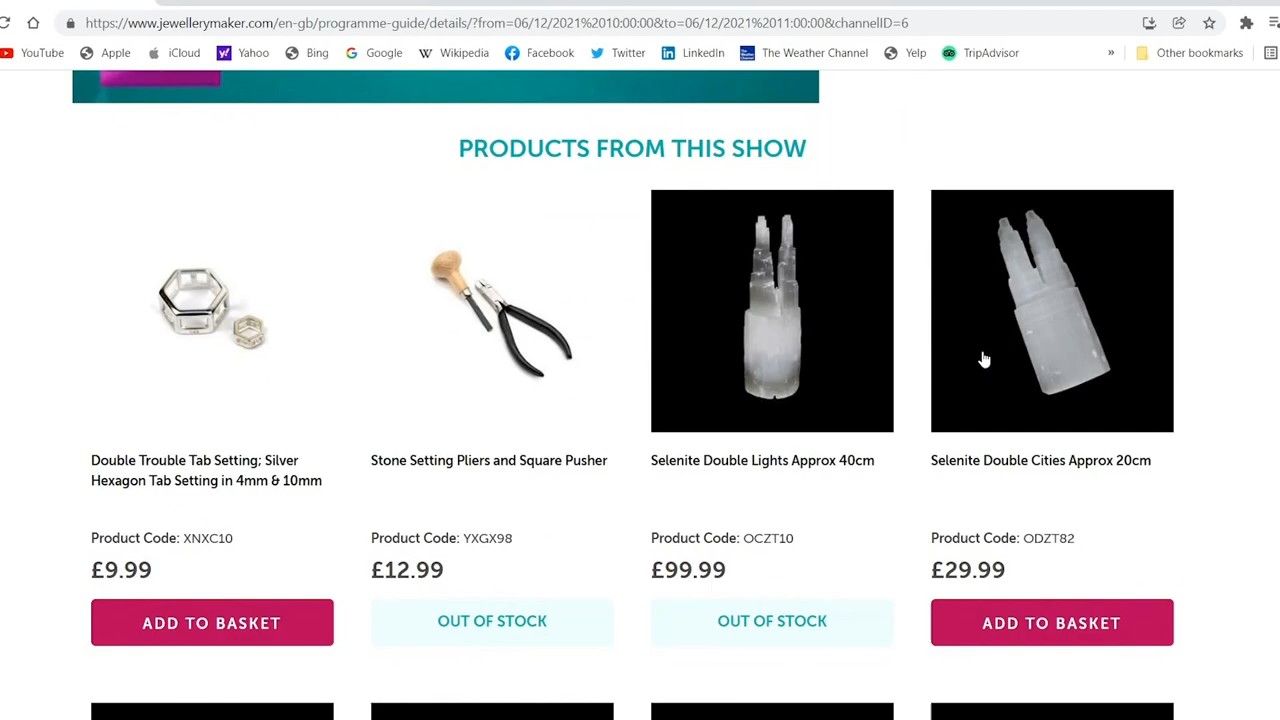 https://www.jewellerymaker.com/en-gb/programme-guide/details/?from=06/12/2021%2010:00:00&to=06/12/2021%2011:00:00&channelID=6
YouTube Apple iCloud Yahoo Bing Google Wikipedia Facebook Twitter LinkedIn The Weather Channel Yelp TripAdvisor » Other bookmarks
PRODUCTS FROM THIS SHOW
Double Trouble Tab Setting; Silver
Hexagon Tab Setting in 4mm & 10mm
Product Code: XNXC10
£9.99
ADD TO BASKET
Stone Setting Pliers and Square Pusher
Product Code: YXGX98
£12.99
OUT OF STOCK
Selenite Double Lights Approx 40cm
Product Code: OCZT10
£99.99
OUT OF STOCK
Selenite Double Cities Approx 20cm
Product Code: ODZT82
£29.99
ADD TO BASKET